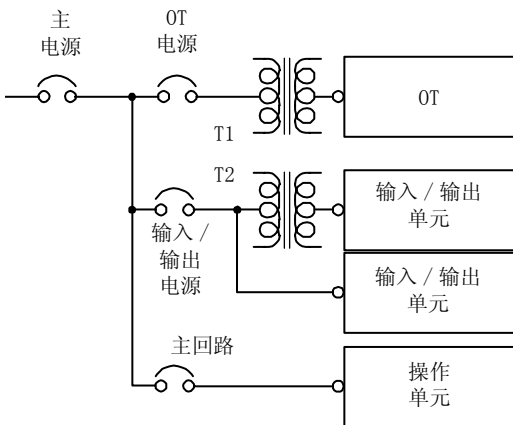 主
电源
OT
电源
T1
OT
T2
输入 / 输出
单元
输入 /
输出
电源
输入 / 输出
单元
主回路
操作
单元